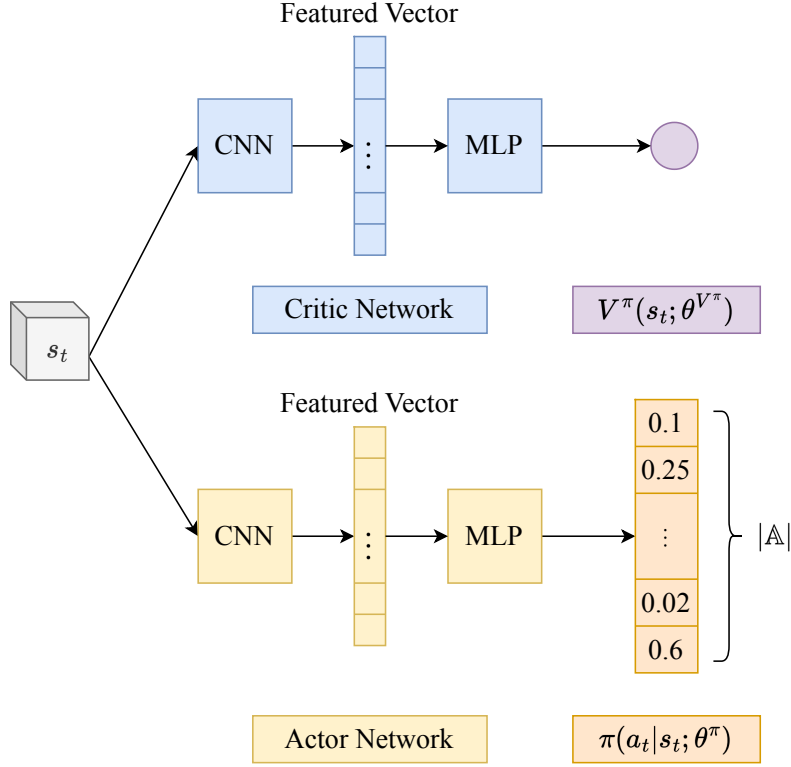 Featured Vector
CNN
⋮
MLP
Critic Network
V^π(s_t; θ^{V^π})
s_t
Featured Vector
CNN
⋮
MLP
0.1
0.25
⋮
0.02
0.6
|𝔸|
Actor Network
π(a_t|s_t; θ^π)